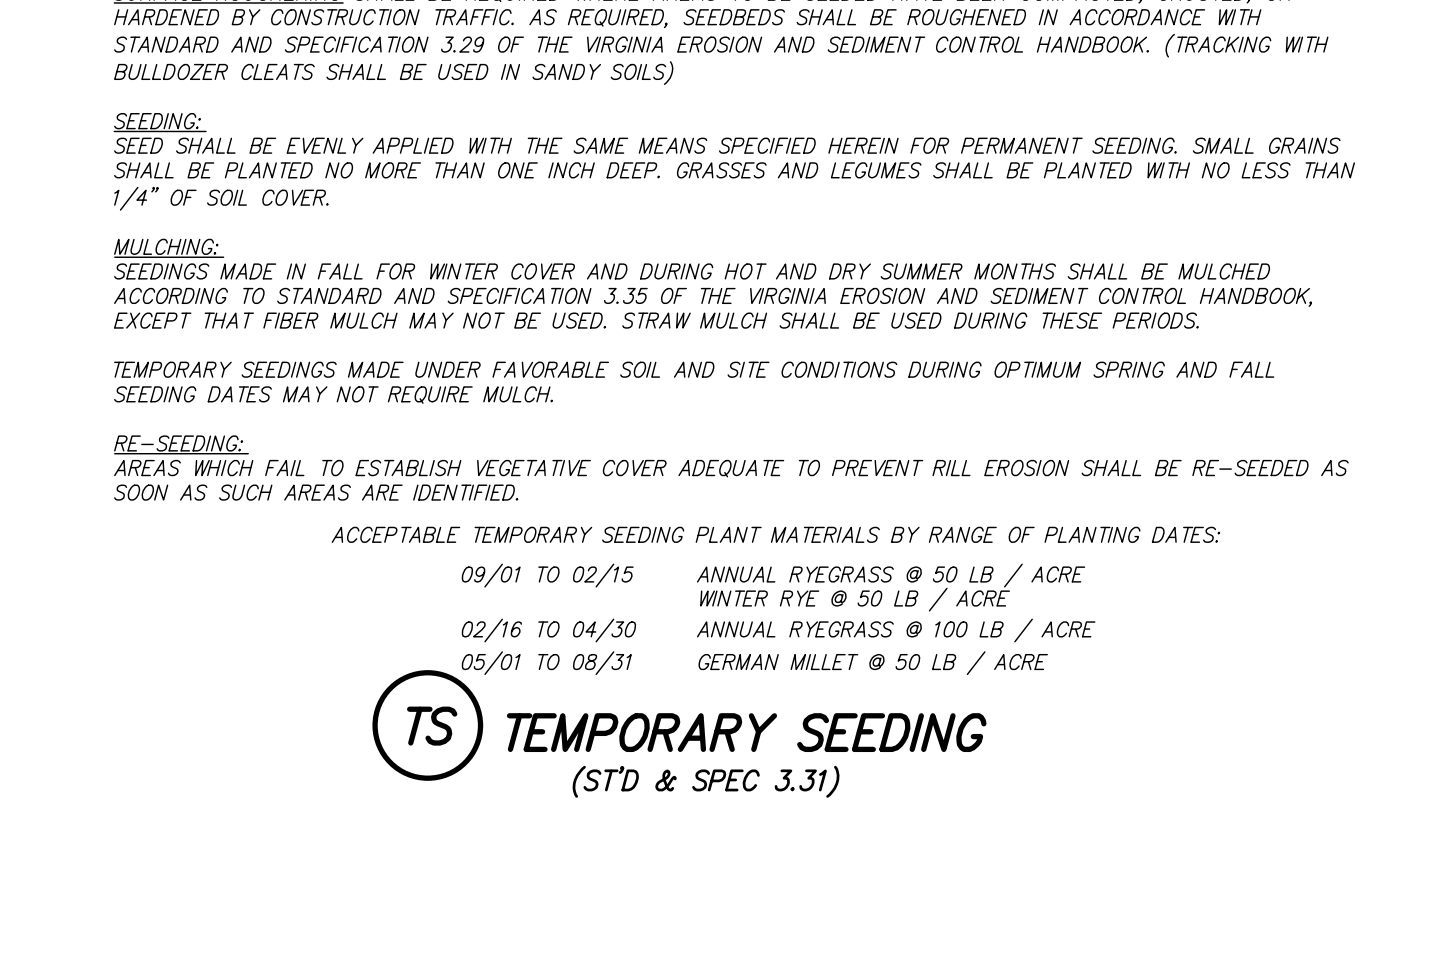 HARDENED BY CONSTRUCTION TRAFFIC. AS REQUIRED, SEEDBEDS SHALL BE ROUGHENED IN ACCORDANCE WITH
STANDARD AND SPECIFICATION 3.29 OF THE VIRGINIA EROSION AND SEDIMENT CONTROL HANDBOOK. (TRACKING WITH
BULLDOZER CLEATS SHALL BE USED IN SANDY SOILS)
SEEDING:
SEED SHALL BE EVENLY APPLIED WITH THE SAME MEANS SPECIFIED HEREIN FOR PERMANENT SEEDING. SMALL GRAINS
SHALL BE PLANTED NO MORE THAN ONE INCH DEEP. GRASSES AND LEGUMES SHALL BE PLANTED WITH NO LESS THAN
1/4" OF SOIL COVER.
MULCHING:
SEEDINGS MADE IN FALL FOR WINTER COVER AND DURING HOT AND DRY SUMMER MONTHS SHALL BE MULCHED
ACCORDING TO STANDARD AND SPECIFICATION 3.35 OF THE VIRGINIA EROSION AND SEDIMENT CONTROL HANDBOOK,
EXCEPT THAT FIBER MULCH MAY NOT BE USED. STRAW MULCH SHALL BE USED DURING THESE PERIODS.
TEMPORARY SEEDINGS MADE UNDER FAVORABLE SOIL AND SITE CONDITIONS DURING OPTIMUM SPRING AND FALL
SEEDING DATES MAY NOT REQUIRE MULCH.
RE-SEEDING:
AREAS WHICH FAIL TO ESTABLISH VEGETATIVE COVER ADEQUATE TO PREVENT RILL EROSION SHALL BE RE-SEEDED AS
SOON AS SUCH AREAS ARE IDENTIFIED.
ACCEPTABLE TEMPORARY SEEDING PLANT MATERIALS BY RANGE OF PLANTING DATES:
09/01 TO 02/15 ANNUAL RYEGRASS @ 50 LB / ACRE
WINTER RYE @ 50 LB / ACRE
02/16 TO 04/30 ANNUAL RYEGRASS @ 100 LB / ACRE
05/01 TO 08/31 GERMAN MILLET @ 50 LB / ACRE
TS TEMPORARY SEEDING
(ST'D & SPEC 3.31)